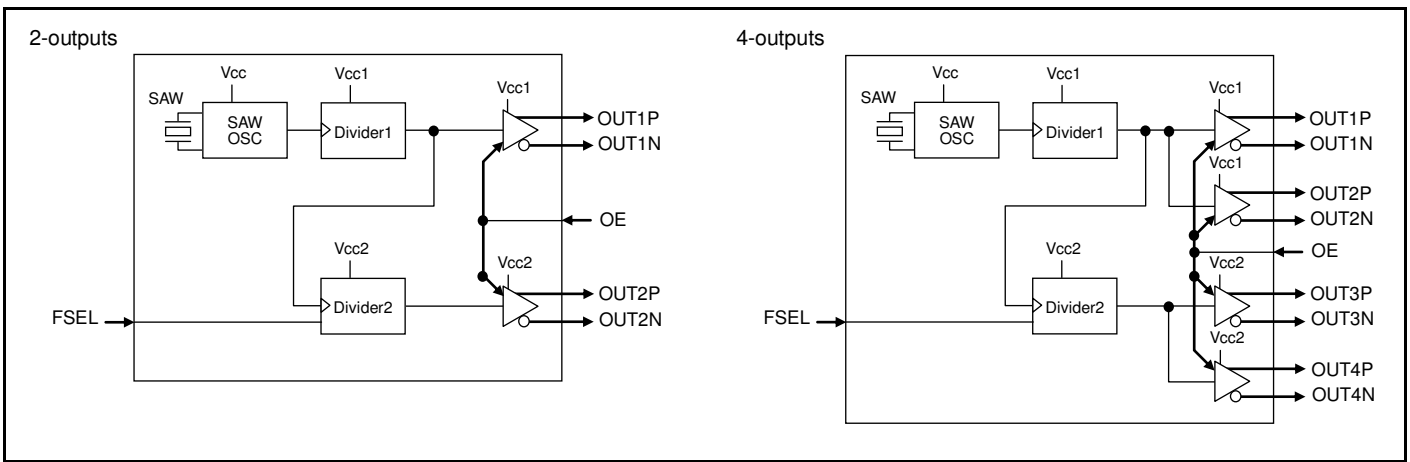 2-outputs
Vcc
Vcc1
Vcc1
SAW
SAW
OSC
Divider1
OUT1P
OUT1N
OE
Vcc2
Vcc2
Divider2
OUT2P
OUT2N
FSEL
4-outputs
Vcc
Vcc1
Vcc1
SAW
SAW
OSC
Divider1
OUT1P
OUT1N
Vcc1
OUT2P
OUT2N
OE
Vcc2
Vcc2
Divider2
OUT3P
OUT3N
FSEL
Vcc2
OUT4P
OUT4N